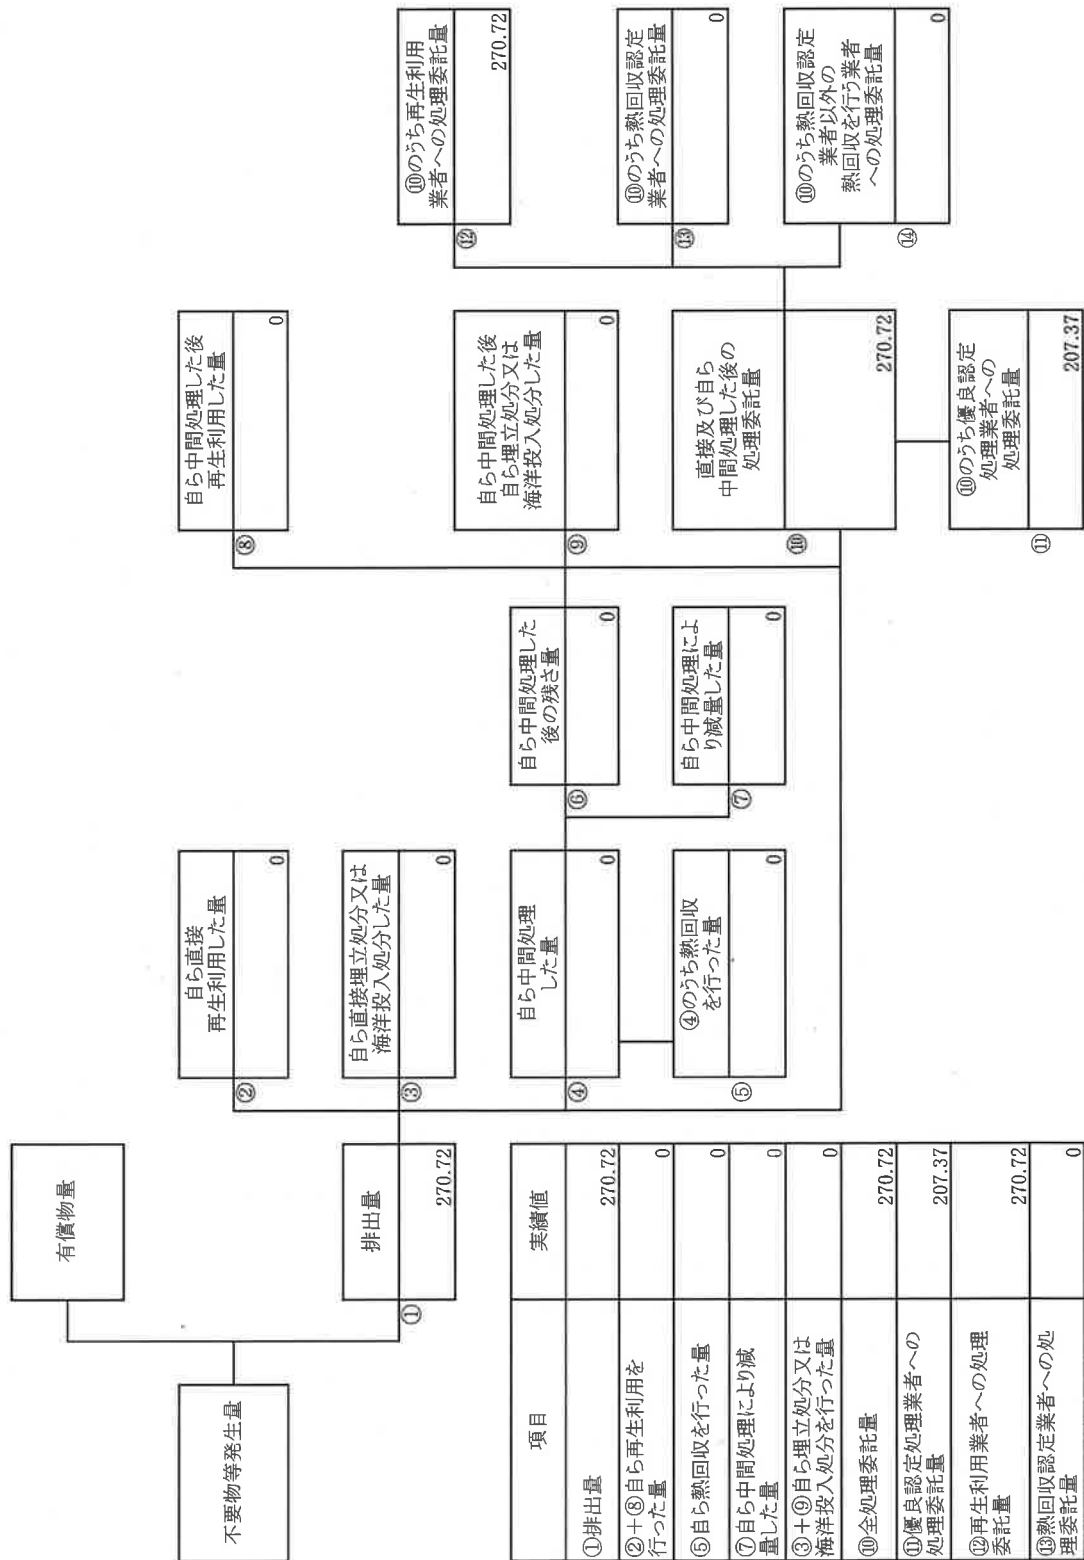 不要物等発生量
有償物量
排出量
①
270.72
自ら直接
再生利用した量
②
0
自ら直接埋立処分又は
海洋投入処分した量
③
0
自ら中間処理
した量
④
0
④のうち熱回収
を行った量
⑤
0
自ら中間処理した
後の残さ量
⑥
0
自ら中間処理によ
り減量した量
⑦
0
自ら中間処理した後
再生利用した量
⑧
0
自ら中間処理した後
自ら埋立処分又は
海洋投入処分した量
⑨
0
直接及び自ら
中間処理した後の
処理委託量
⑩
270.72
⑩のうち優良認定
処理業者への
処理委託量
⑪
207.37
⑩のうち再生利用
業者への処理委託量
⑫
270.72
⑩のうち熱回収認定
業者への処理委託量
⑬
0
⑩のうち熱回収認定
業者以外の
熱回収を行う業者
への処理委託量
⑭
0
項目 実績値
①排出量 270.72
②+⑧自ら再生利用を
行った量 0
⑤自ら熱回収を行った量 0
⑦自ら中間処理により減
量した量 0
③+⑨自ら埋立処分又は
海洋投入処分を行った量 0
⑩全処理委託量 270.72
⑪優良認定処理業者への
処理委託量 207.37
⑫再生利用業者への処理
委託量 270.72
⑬熱回収認定業者への処
理委託量 0